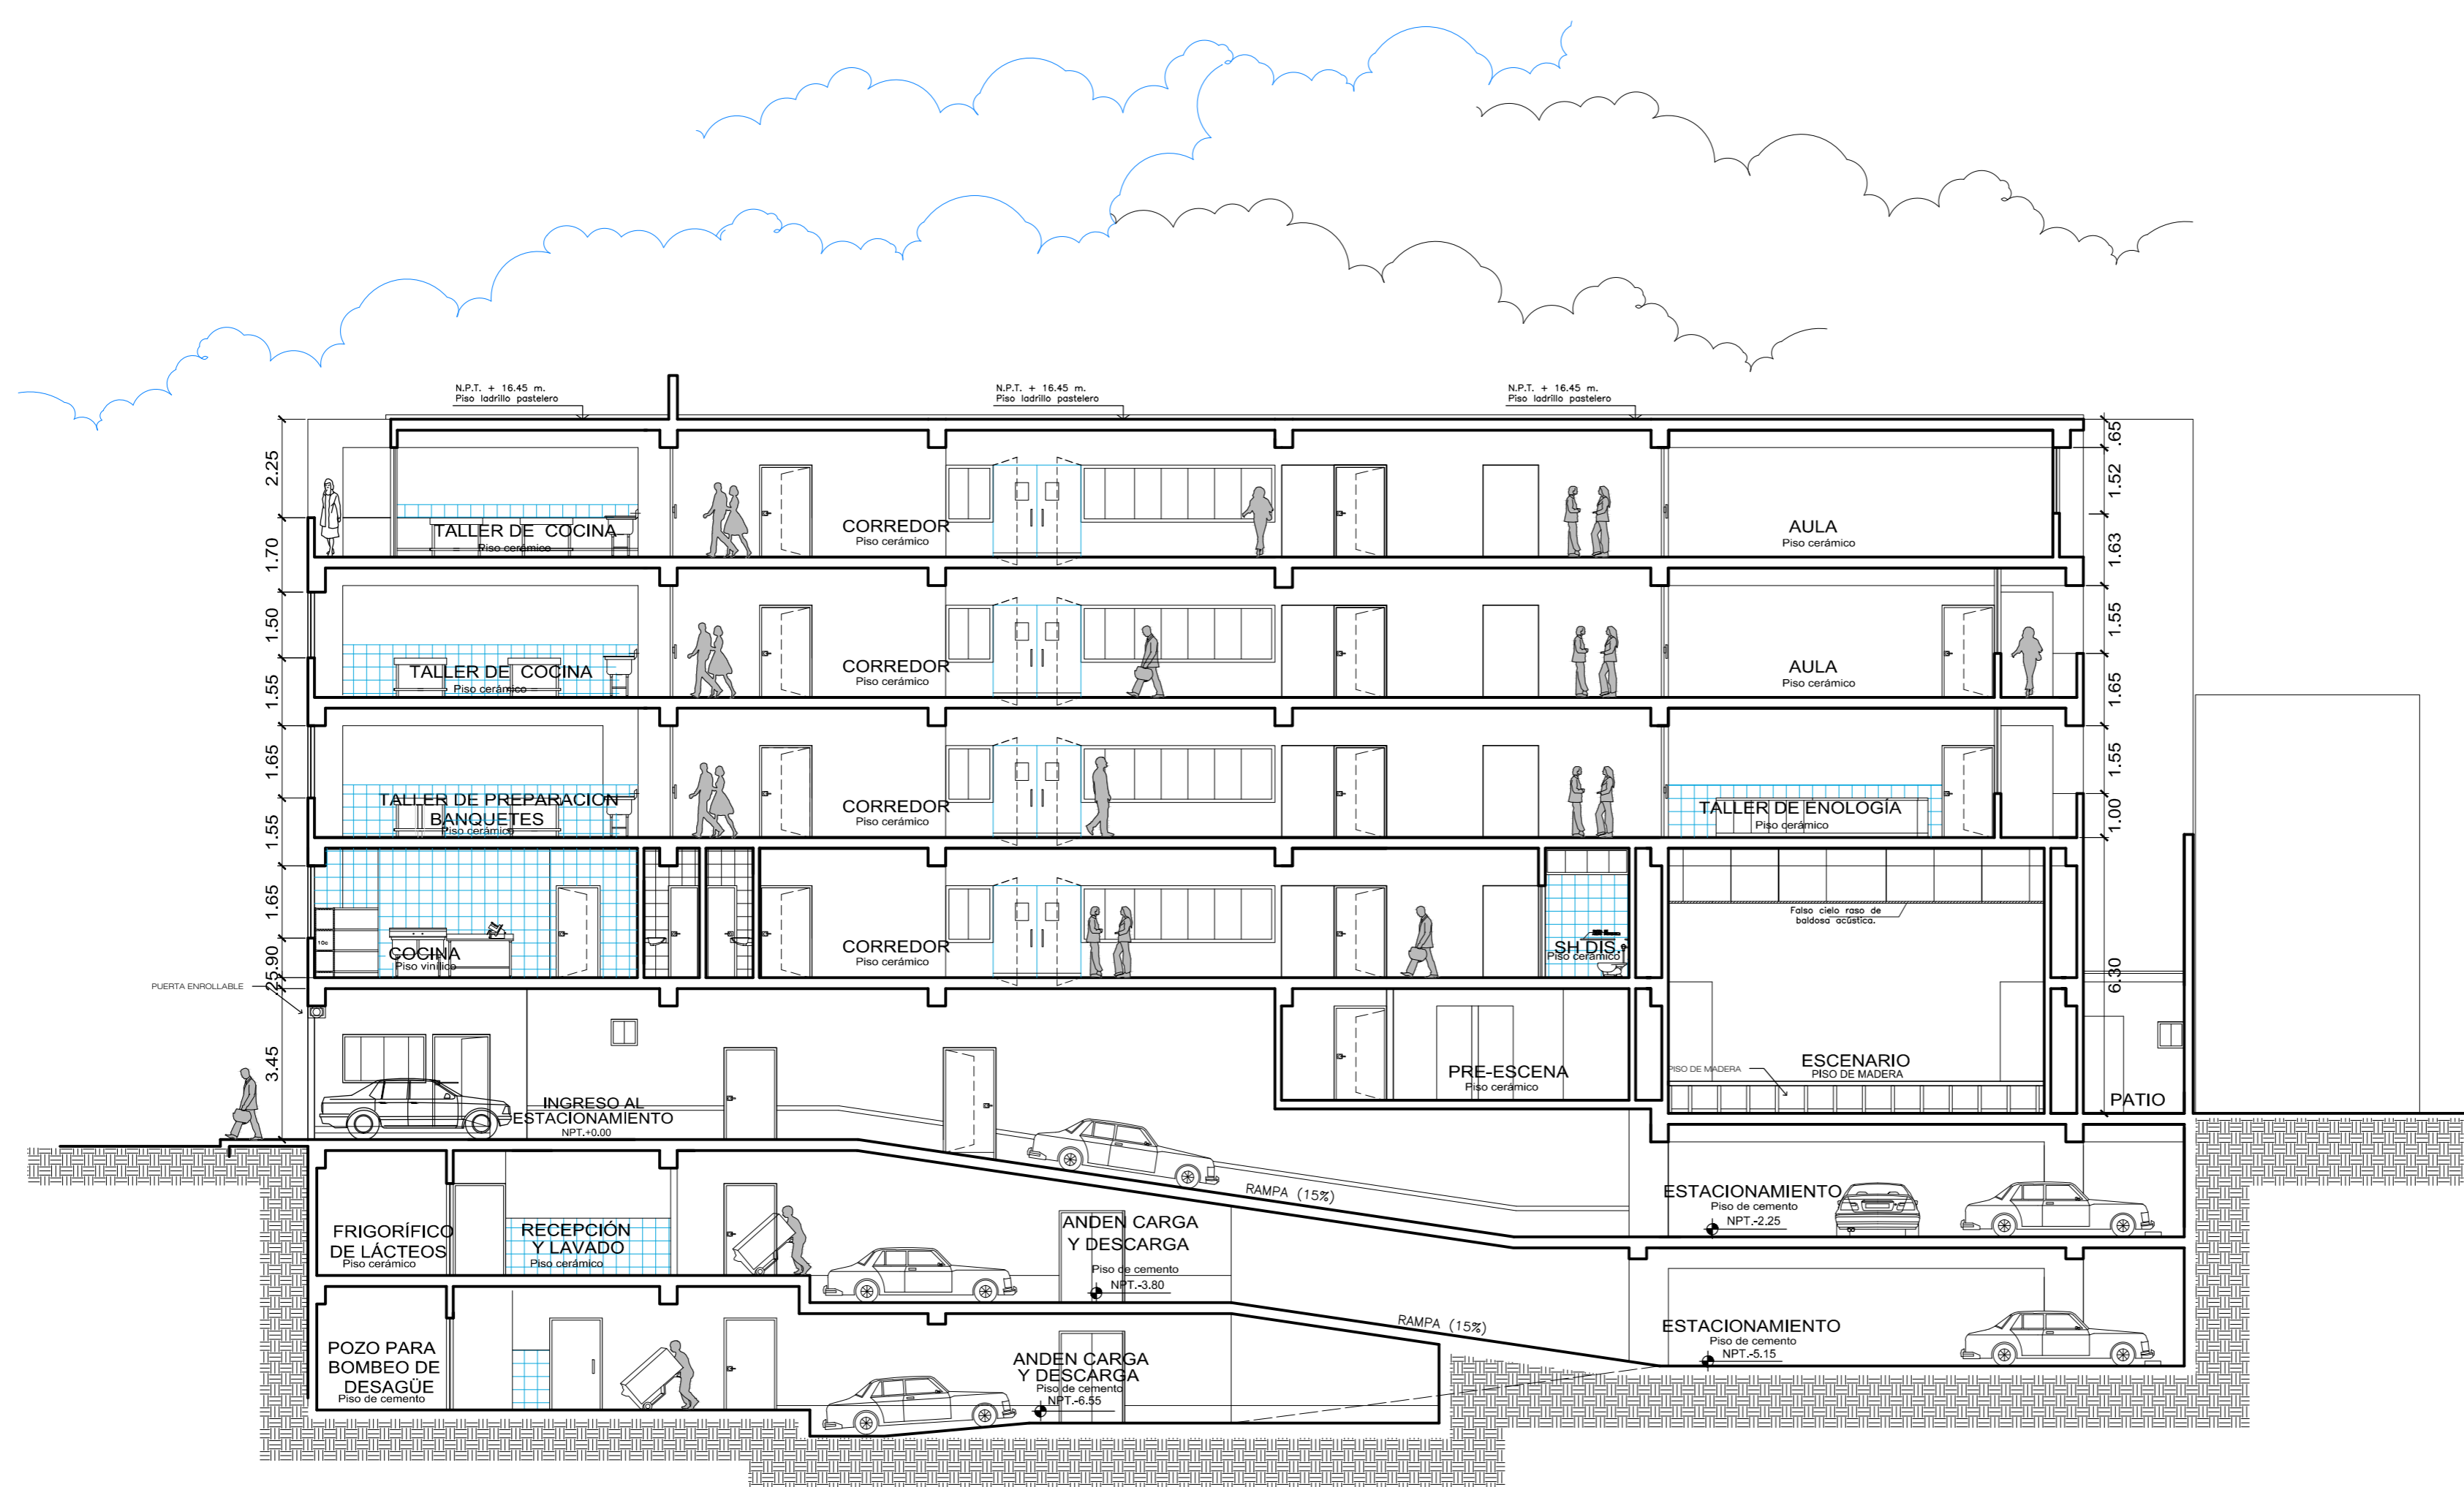 N.P.T. + 16.45 m.
Piso ladrillo pastelero
N.P.T. + 16.45 m.
Piso ladrillo pastelero
N.P.T. + 16.45 m.
Piso ladrillo pastelero
2.25
1.70
1.50
1.55
1.65
1.55
1.65
.90
3.45
.65
1.52
1.63
1.55
1.65
1.55
1.00
6.30
TALLER DE COCINA
Piso cerámico
CORREDOR
Piso cerámico
AULA
Piso cerámico
TALLER DE COCINA
Piso cerámico
CORREDOR
Piso cerámico
AULA
Piso cerámico
TALLER DE PREPARACION
BANQUETES
Piso cerámico
CORREDOR
Piso cerámico
TALLER DE ENOLOGÍA
Piso cerámico
COCINA
Piso vinílico
CORREDOR
Piso cerámico
SH DIS.
Piso cerámico
Falso cielo raso de
baldosa acústica.
PUERTA ENROLLABLE
INGRESO AL
ESTACIONAMIENTO
NPT.+0.00
PRE-ESCENA
Piso cerámico
PISO DE MADERA
ESCENARIO
PISO DE MADERA
PATIO
FRIGORÍFICO
DE LÁCTEOS
Piso cerámico
RECEPCIÓN
Y LAVADO
Piso cerámico
ANDEN CARGA
Y DESCARGA
Piso de cemento
NPT.-3.80
RAMPA (15%)
ESTACIONAMIENTO
Piso de cemento
NPT.-2.25
POZO PARA
BOMBEO DE
DESAGÜE
Piso de cemento
ANDEN CARGA
Y DESCARGA
Piso de cemento
NPT.-6.55
RAMPA (15%)
ESTACIONAMIENTO
Piso de cemento
NPT.-5.15